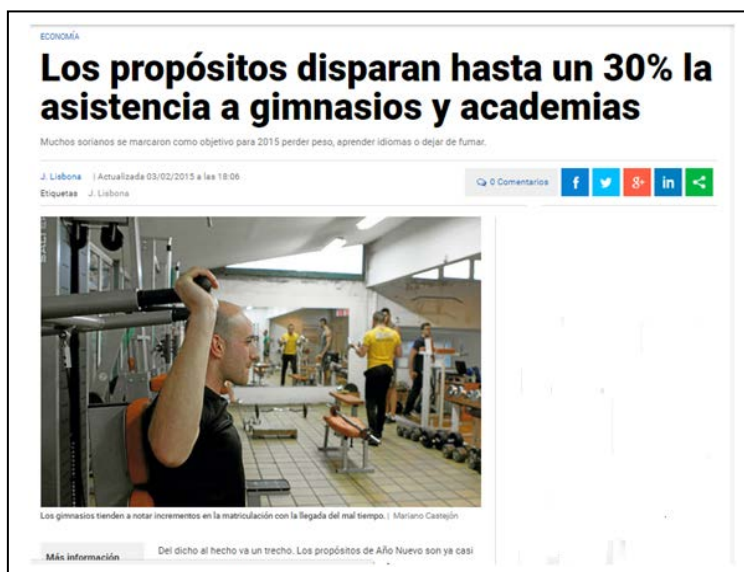 ECONOMÍA
Los propósitos disparan hasta un 30% la
asistencia a gimnasios y academias
Muchos sorianos se marcaron como objetivo para 2015 perder peso, aprender idiomas o dejar de fumar.
J. Lisbona | Actualizada 03/02/2015 a las 18:06
Etiquetas J. Lisbona
0 Comentarios
f
8+
in
Los gimnasios tienden a notar incrementos en la matriculación con la llegada del mal tiempo. | Mariano Castejón
Más información
Del dicho al hecho va un trecho. Los propósitos de Año Nuevo son ya casi